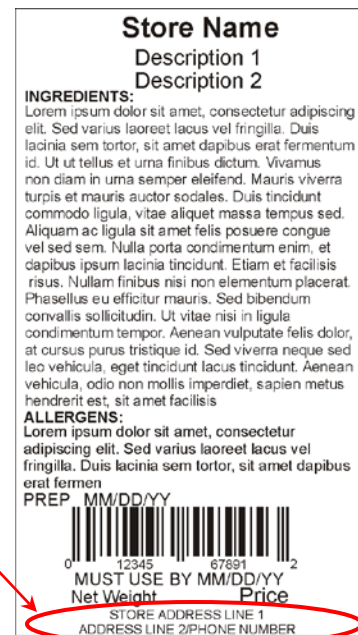 Store Name
Description 1
Description 2
INGREDIENTS:
Lorem ipsum dolor sit amet, consectetur adipiscing
elit. Sed varius laoreet lacus vel fringilla. Duis
lacinia sem tortor, sit amet dapibus erat fermentum
id. Ut ut tellus et urna finibus dictum. Vivamus
non diam in urna semper eleifend. Mauris viverra
turpis et mauris auctor sodales. Duis tincidunt
commodo ligula, vitae aliquet massa tempus sed.
Aliquam ac ligula sit amet felis posuere congue
vel sed sem. Nulla porta condimentum enim, et
dapibus ipsum lacinia tincidunt. Etiam et facilisis
risus. Nullam finibus nisi non elementum placerat.
Phasellus eu efficitur mauris. Sed bibendum
convallis sollicitudin. Ut vitae nisi in ligula
condimentum tempor. Aenean vulputate felis dolor,
at cursus purus tristique id. Sed viverra neque sed
leo vehicula, eget tincidunt lacus tincidunt. Aenean
vehicula, odio non mollis imperdiet, sapien metus
hendrerit est, sit amet facilisis
ALLERGENS:
Lorem ipsum dolor sit amet, consectetur
adipiscing elit. Sed varius laoreet lacus vel
fringilla. Duis lacinia sem tortor, sit amet dapibus
erat fermen
PREP MM/DD/YY
0 12345 67891 2
MUST USE BY MM/DD/YY
Net Weight Price
STORE ADDRESS LINE 1
ADDRESS LINE 2/PHONE NUMBER